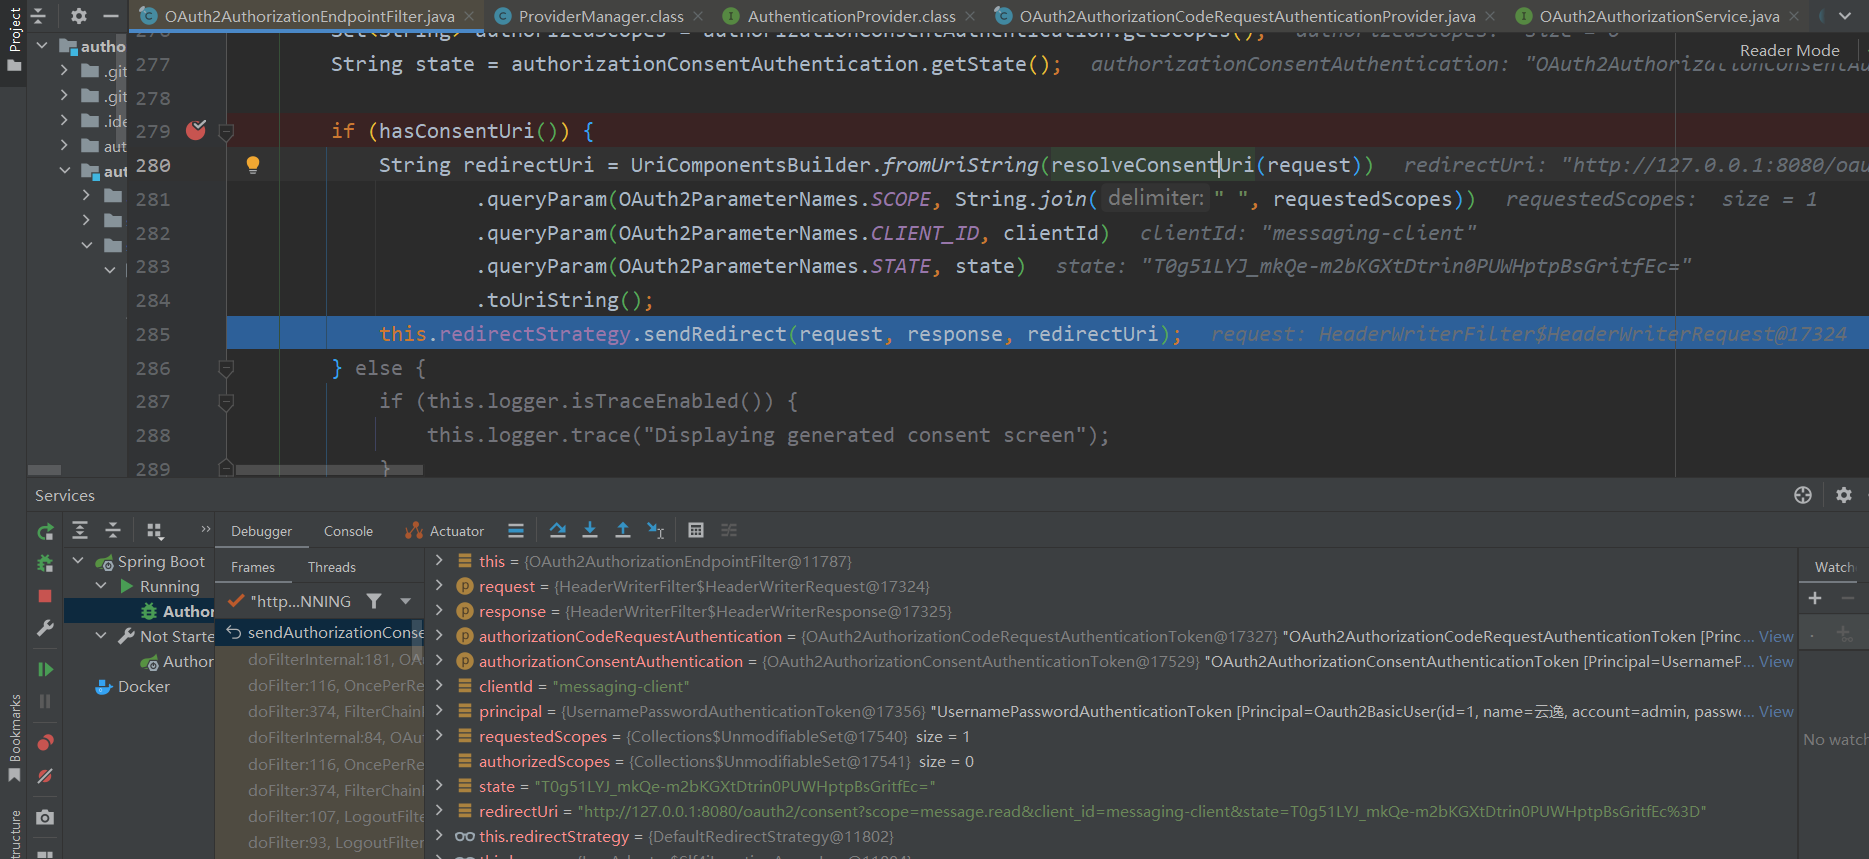 Project
OAuth2AuthorizationEndpointFilter.java
ProviderManager.class
AuthenticationProvider.class
OAuth2AuthorizationCodeRequestAuthenticationProvider.java
OAuth2AuthorizationService.java
autho
.git
.git
.ide
aut
aut
Reader Mode
277 String state = authorizationConsentAuthentication.getState(); authorizationConsentAuthentication: "OAuth2AuthorizationConsentAu
278
279 if (hasConsentUri()) {
280 String redirectUri = UriComponentsBuilder.fromUriString(resolveConsentUri(request)) redirectUri: "http://127.0.0.1:8080/oau
281 .queryParam(OAuth2ParameterNames.SCOPE, String.join( delimiter: " ", requestedScopes)) requestedScopes: size = 1
282 .queryParam(OAuth2ParameterNames.CLIENT_ID, clientId) clientId: "messaging-client"
283 .queryParam(OAuth2ParameterNames.STATE, state) state: "T0g51LYJ_mkQe-m2bKGXtDtrin0PUWHptpBsGritfEc="
284 .toUriString();
285 this.redirectStrategy.sendRedirect(request, response, redirectUri); request: HeaderWriterFilter$HeaderWriterRequest@17324
286 } else {
287 if (this.logger.isTraceEnabled()) {
288 this.logger.trace("Displaying generated consent screen");
289 }
Services
Debugger
Console
Actuator
Spring Boot
Running
Author
Not Starte
Author
Docker
Frames
Threads
"http...NNING
sendAuthorizationConse
doFilterInternal:181, OAu
doFilter:116, OncePerRe
doFilter:374, FilterChainP
doFilterInternal:84, OAut
doFilter:116, OncePerRe
doFilter:374, FilterChainP
doFilter:107, LogoutFilte
doFilter:93, LogoutFilter
this = {OAuth2AuthorizationEndpointFilter@11787}
request = {HeaderWriterFilter$HeaderWriterRequest@17324}
response = {HeaderWriterFilter$HeaderWriterResponse@17325}
authorizationCodeRequestAuthentication = {OAuth2AuthorizationCodeRequestAuthenticationToken@17327} "OAuth2AuthorizationCodeRequestAuthenticationToken [Princ... View
authorizationConsentAuthentication = {OAuth2AuthorizationConsentAuthenticationToken@17529} "OAuth2AuthorizationConsentAuthenticationToken [Principal=UsernameP... View
clientId = "messaging-client"
principal = {UsernamePasswordAuthenticationToken@17356} "UsernamePasswordAuthenticationToken [Principal=Oauth2BasicUser(id=1, name=云逸, account=admin, passwo... View
requestedScopes = {Collections$UnmodifiableSet@17540} size = 1
authorizedScopes = {Collections$UnmodifiableSet@17541} size = 0
state = "T0g51LYJ_mkQe-m2bKGXtDtrin0PUWHptpBsGritfEc="
redirectUri = "http://127.0.0.1:8080/oauth2/consent?scope=message.read&client_id=messaging-client&state=T0g51LYJ_mkQe-m2bKGXtDtrin0PUWHptpBsGritfEc%3D"
this.redirectStrategy = {DefaultRedirectStrategy@11802}
Watch
No watch
Bookmarks
tructure